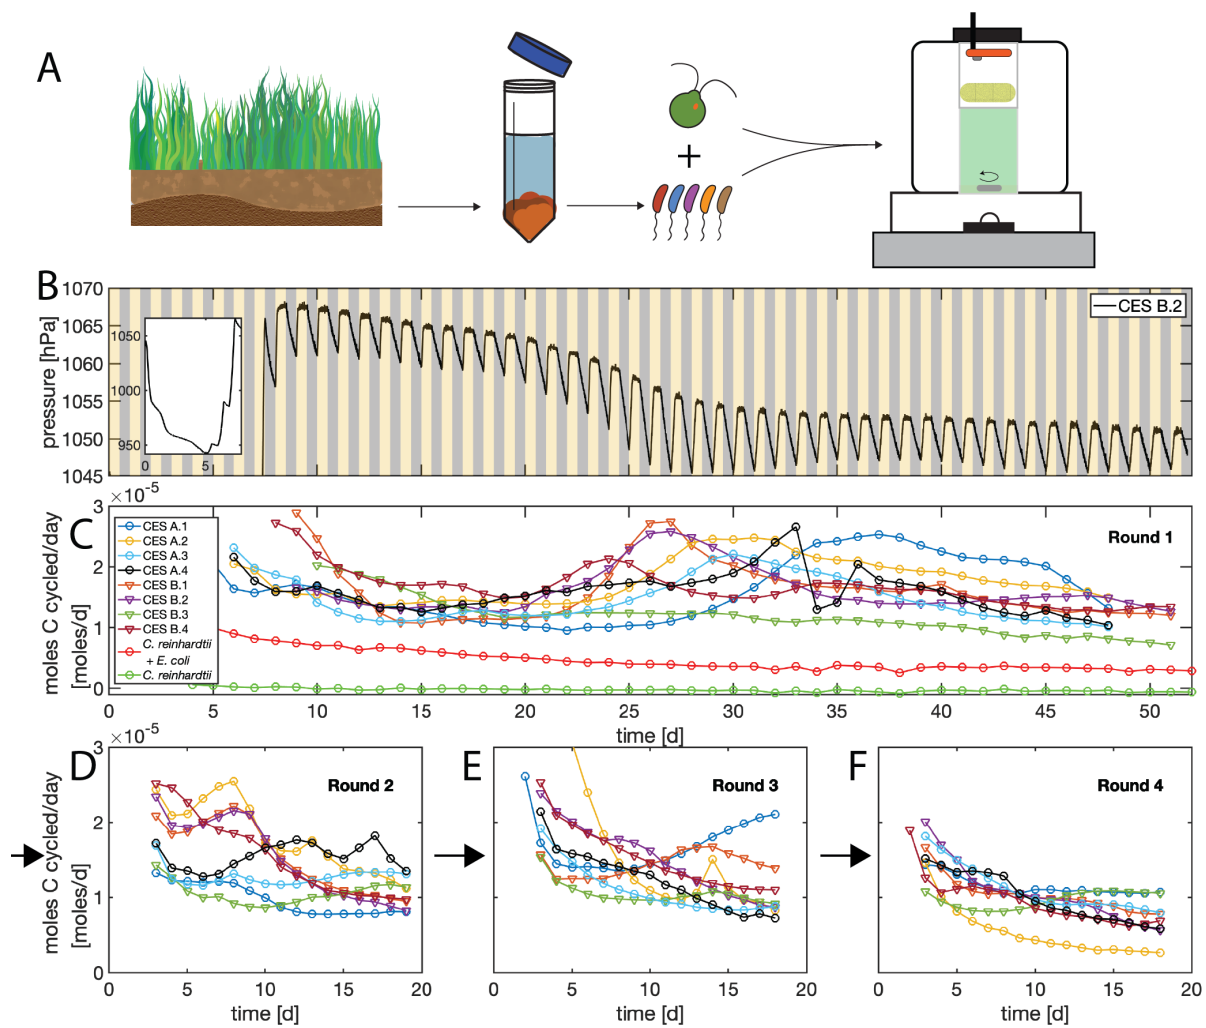 A
B
1070
1065
1060
1055
1050
1045
pressure [hPa]
1050
1000
950
0
5
CES B.2
×10⁻⁵
C
3
2
1
0
moles C cycled/day
[moles/d]
CES A.1
CES A.2
CES A.3
CES A.4
CES B.1
CES B.2
CES B.3
CES B.4
C. reinhardtii
+ E. coli
C. reinhardtii
Round 1
0 5 10 15 20 25 30 35 40 45 50
time [d]
×10⁻⁵
D
3
2
1
0
moles C cycled/day
[moles/d]
Round 2
0 5 10 15 20
time [d]
E
Round 3
0 5 10 15 20
time [d]
F
Round 4
0 5 10 15 20
time [d]